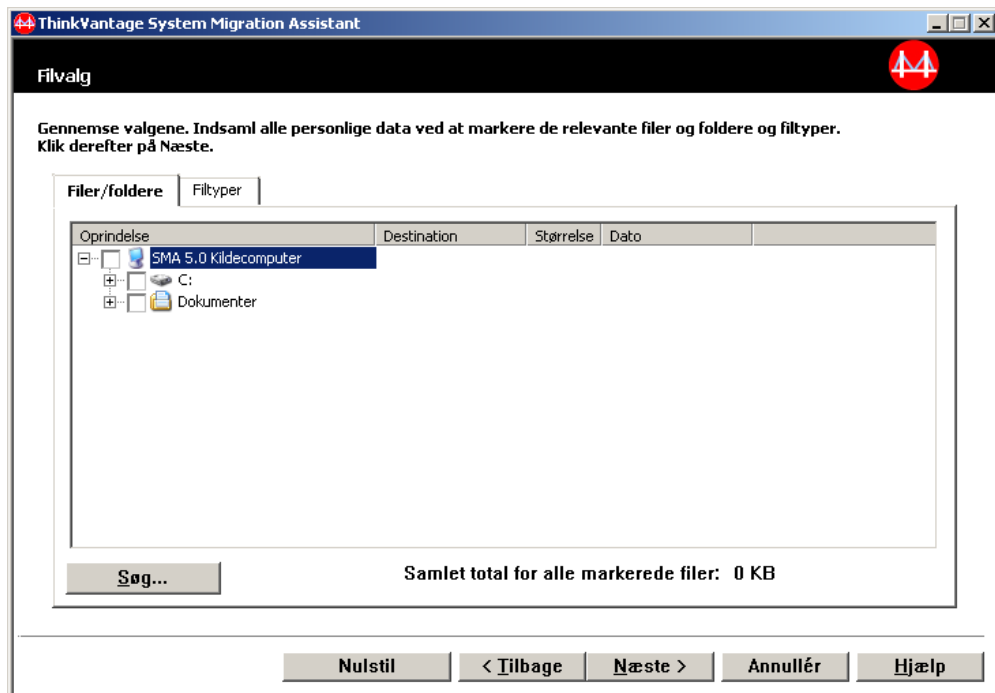 ThinkVantage System Migration Assistant
Filvalg
Gennemse valgene. Indsaml alle personlige data ved at markere de relevante filer og foldere og filtyper.
Klik derefter på Næste.
Filer/foldere Filtyper
Oprindelse Destination Størrelse Dato
SMA 5.0 Kildecomputer
C:
Dokumenter
Søg... Samlet total for alle markerede filer: 0 KB
Nulstil < Tilbage Næste > Annullér Hjælp